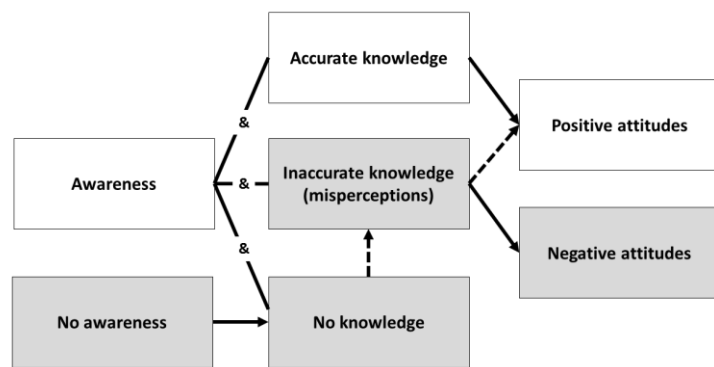 Accurate knowledge
&
Positive attitudes
Awareness
&
Inaccurate knowledge
(misperceptions)
&
Negative attitudes
No awareness
No knowledge